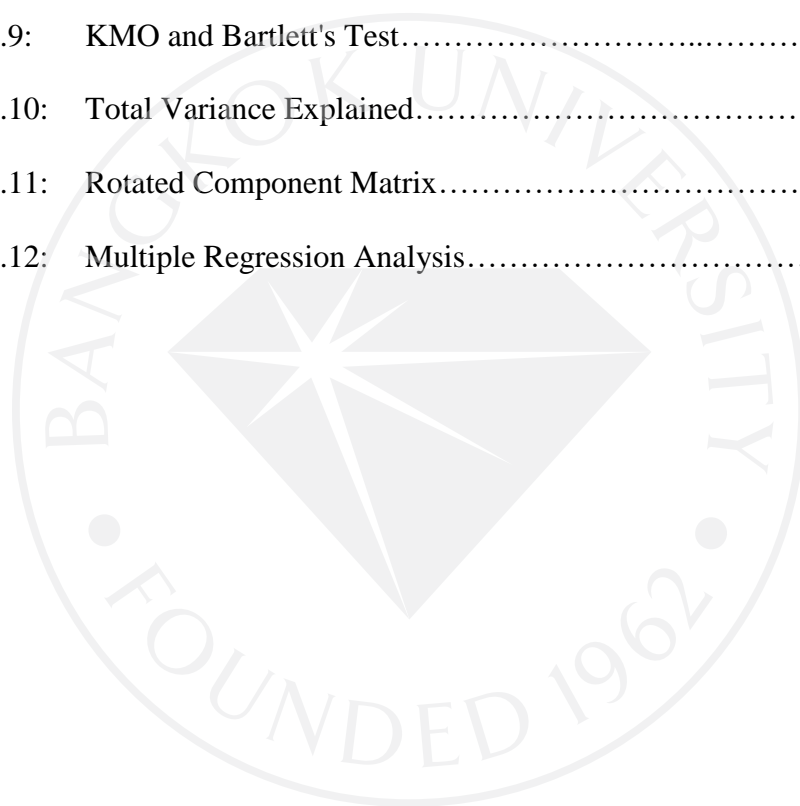 .9: KMO and Bartlett's Test…………………………..………
.10: Total Variance Explained………………………………
.11: Rotated Component Matrix……………………………
.12: Multiple Regression Analysis…………………………..
BANGKOK UNIVERSITY
• FOUNDED 1962 •